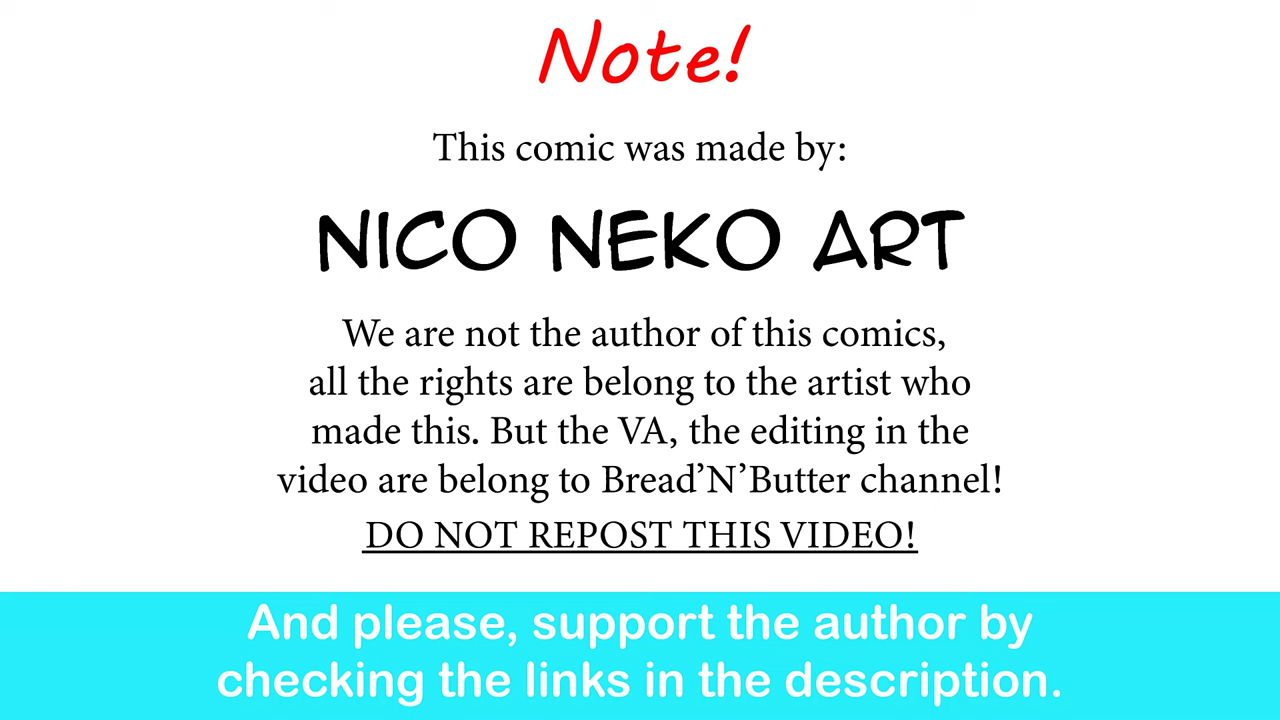 Note!
This comic was made by:
NICO NEKO ART
We are not the author of this comics,
all the rights are belong to the artist who
made this. But the VA, the editing in the
video are belong to Bread’N’Butter channel!
DO NOT REPOST THIS VIDEO!
And please, support the author by
checking the links in the description.